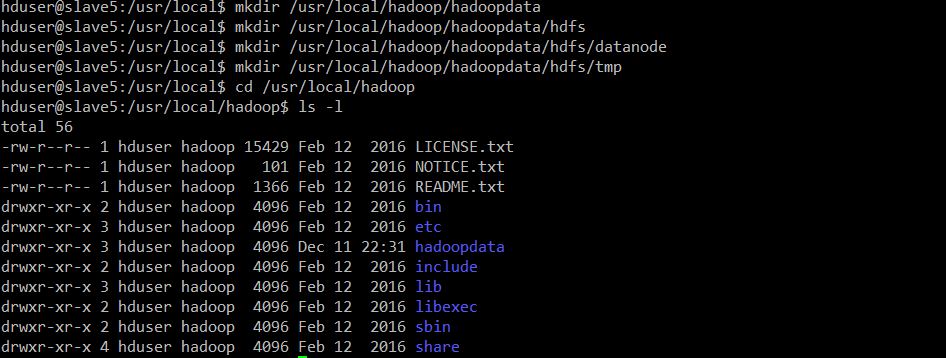 hduser@slave5:/usr/local$ mkdir /usr/local/hadoop/hadoopdata
hduser@slave5:/usr/local$ mkdir /usr/local/hadoop/hadoopdata/hdfs
hduser@slave5:/usr/local$ mkdir /usr/local/hadoop/hadoopdata/hdfs/datanode
hduser@slave5:/usr/local$ mkdir /usr/local/hadoop/hadoopdata/hdfs/tmp
hduser@slave5:/usr/local$ cd /usr/local/hadoop
hduser@slave5:/usr/local/hadoop$ ls -l
total 56
-rw-r--r-- 1 hduser hadoop 15429 Feb 12  2016 LICENSE.txt
-rw-r--r-- 1 hduser hadoop   101 Feb 12  2016 NOTICE.txt
-rw-r--r-- 1 hduser hadoop  1366 Feb 12  2016 README.txt
drwxr-xr-x 2 hduser hadoop  4096 Feb 12  2016 bin
drwxr-xr-x 3 hduser hadoop  4096 Feb 12  2016 etc
drwxr-xr-x 3 hduser hadoop  4096 Dec 11 22:31 hadoopdata
drwxr-xr-x 2 hduser hadoop  4096 Feb 12  2016 include
drwxr-xr-x 3 hduser hadoop  4096 Feb 12  2016 lib
drwxr-xr-x 2 hduser hadoop  4096 Feb 12  2016 libexec
drwxr-xr-x 2 hduser hadoop  4096 Feb 12  2016 sbin
drwxr-xr-x 4 hduser hadoop  4096 Feb 12  2016 share